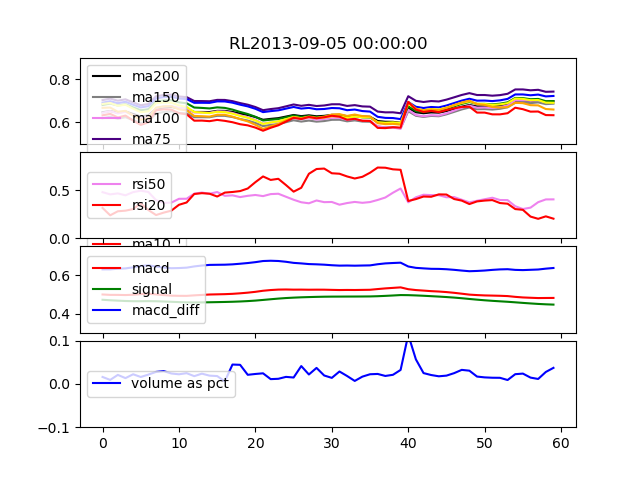 RL2013-09-05 00:00:00
0.8
0.6
ma200
ma150
ma100
ma75
0.5
0.0
rsi50
rsi20
ma10
0.6
0.4
macd
signal
macd_diff
0.1
0.0
−0.1
volume as pct
0 10 20 30 40 50 60